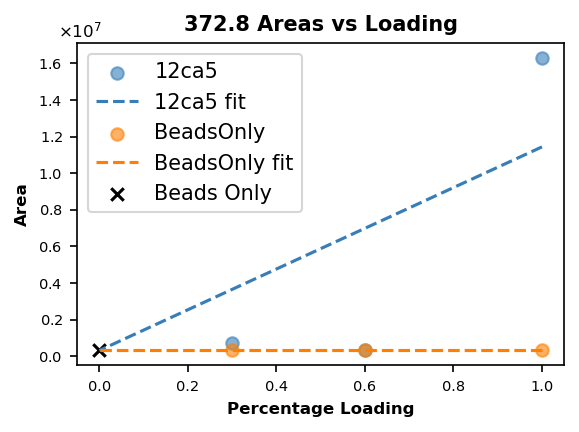 372.8 Areas vs Loading
×10⁷
1.6
1.4
1.2
1.0
0.8
0.6
0.4
0.2
0.0
Area
12ca5
12ca5 fit
BeadsOnly
BeadsOnly fit
Beads Only
0.0 0.2 0.4 0.6 0.8 1.0
Percentage Loading